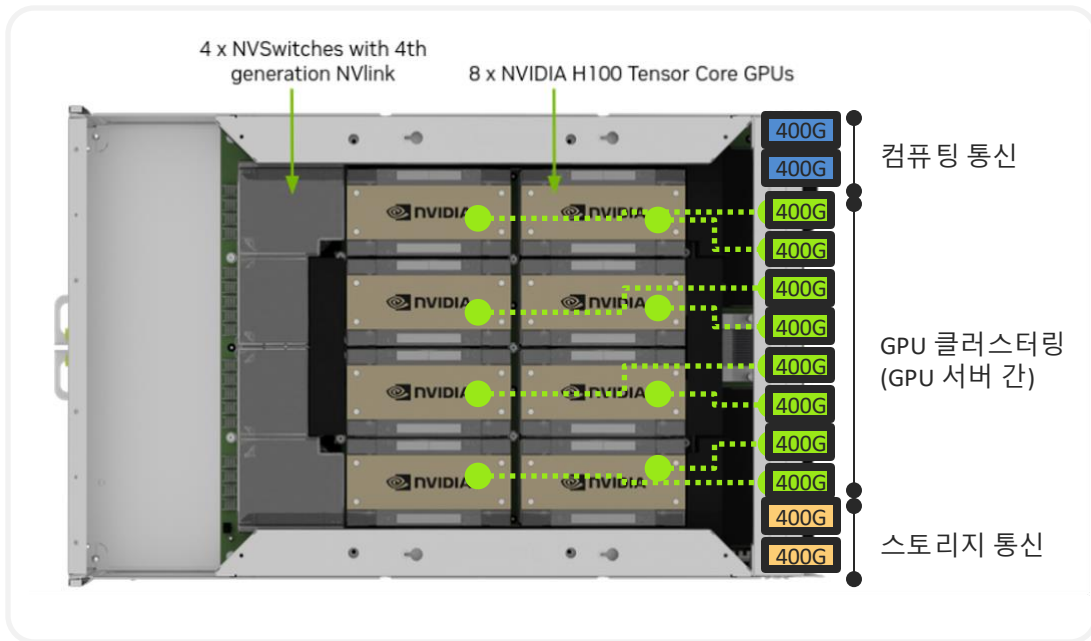 4 x NVSwitches with 4th
generation NVlink
8 x NVIDIA H100 Tensor Core GPUs
400G
400G
컴퓨팅 통신
NVIDIA
NVIDIA
400G
400G
NVIDIA
NVIDIA
400G
400G
GPU 클러스터링
(GPU 서버 간)
NVIDIA
NVIDIA
400G
400G
NVIDIA
NVIDIA
400G
400G
400G
400G
스토리지 통신